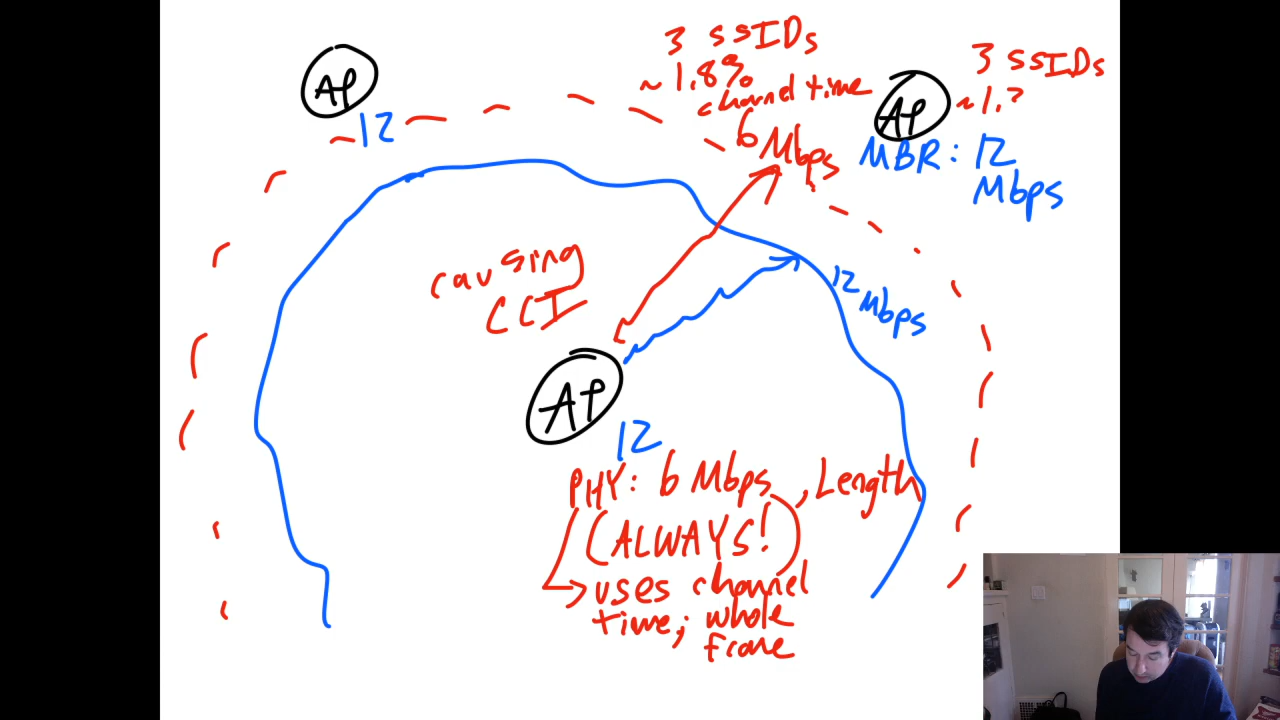 AP
12
3 SSIDs
~1.8%
channel time
6 Mbps
AP
3 SSIDs
~1.?
MBR: 12
Mbps
causing
CCI
12 Mbps
AP
12
PHY: 6 Mbps, Length
(ALWAYS!)
uses channel
time; whole
frame